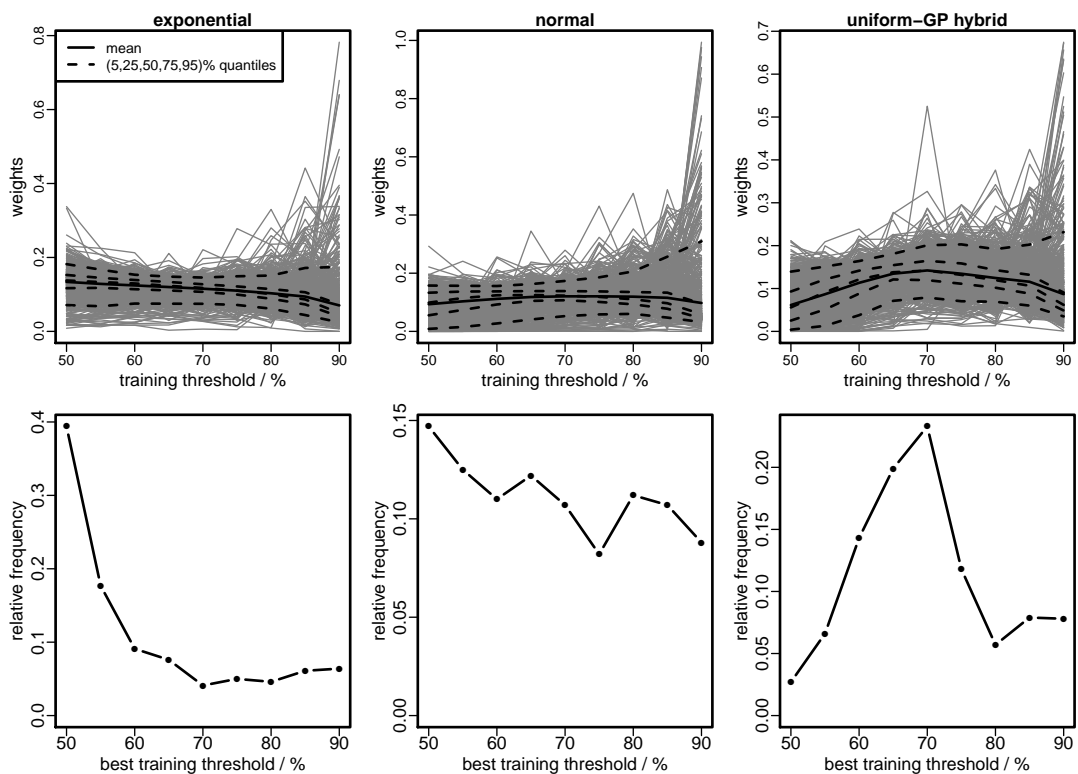 exponential
0.0 0.2 0.4 0.6 0.8
weights
mean
(5,25,50,75,95)% quantiles
50 60 70 80 90
training threshold / %
normal
0.0 0.2 0.4 0.6 0.8 1.0
weights
50 60 70 80 90
training threshold / %
uniform−GP hybrid
0.0 0.1 0.2 0.3 0.4 0.5 0.6 0.7
weights
50 60 70 80 90
training threshold / %
0.0 0.1 0.2 0.3 0.4
relative frequency
50 60 70 80 90
best training threshold / %
0.00 0.05 0.10 0.15
relative frequency
50 60 70 80 90
best training threshold / %
0.00 0.05 0.10 0.15 0.20
relative frequency
50 60 70 80 90
best training threshold / %